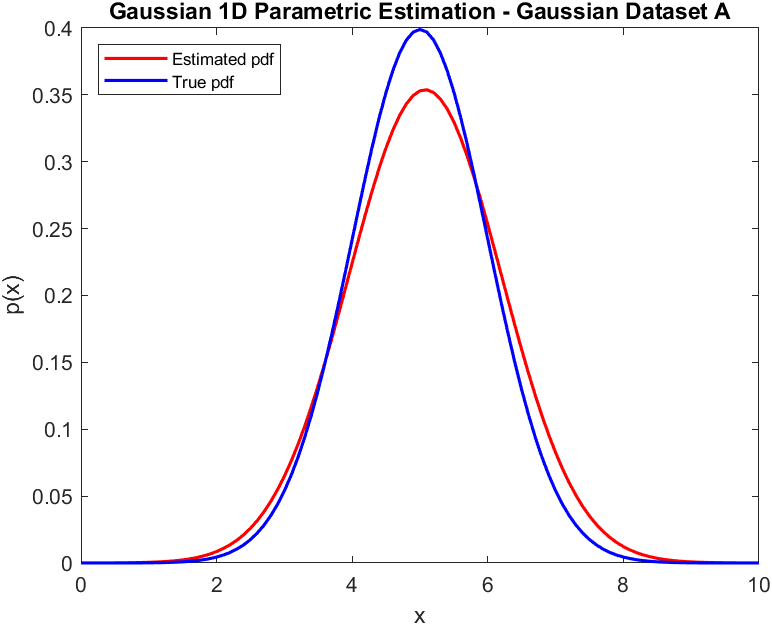 Gaussian 1D Parametric Estimation - Gaussian Dataset A
Estimated pdf
True pdf
0.4
0.35
0.3
0.25
0.2
0.15
0.1
0.05
0
p(x)
0 2 4 6 8 10
x